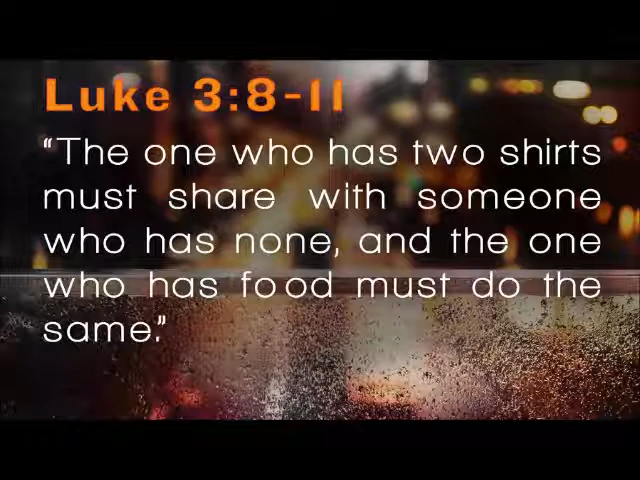 Luke 3:8-11
“The one who has two shirts
must share with someone
who has none, and the one
who has food must do the
same.”